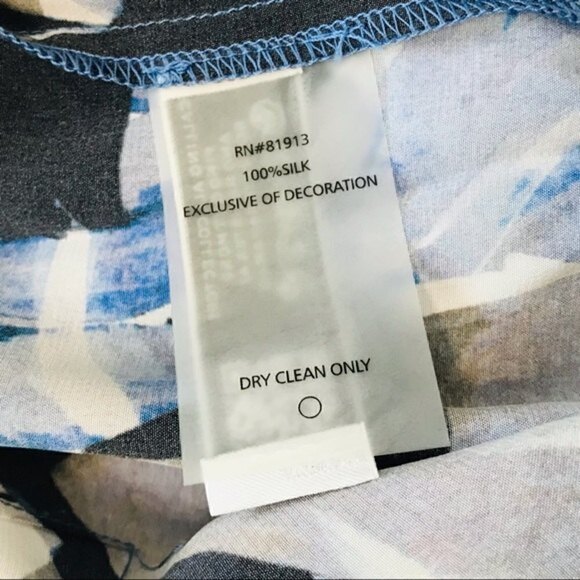 RN#81913
100%SILK
EXCLUSIVE OF DECORATION
DRY CLEAN ONLY